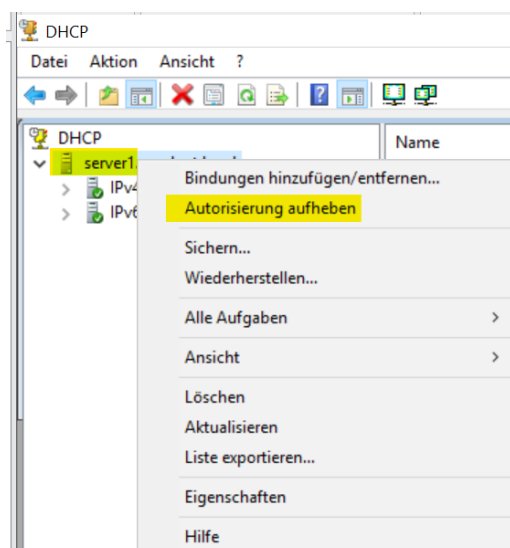 DHCP
Datei Aktion Ansicht ?
DHCP
Name
server1.
IPv4
Bindungen hinzufügen/entfernen...
IPv6
Autorisierung aufheben
Sichern...
Wiederherstellen...
Alle Aufgaben
Ansicht
Löschen
Aktualisieren
Liste exportieren...
Eigenschaften
Hilfe